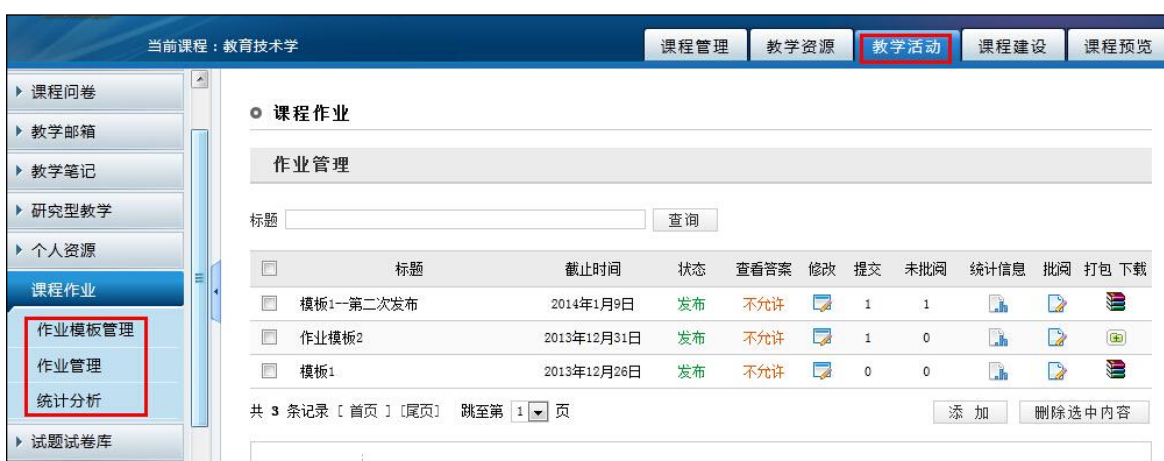 当前课程：教育技术学
课程管理 教学资源 教学活动 课程建设 课程预览
课程问卷
教学邮箱
教学笔记
研究型教学
个人资源
课程作业
作业模板管理
作业管理
统计分析
试题试卷库
课程作业
作业管理
标题 查询
标题 截止时间 状态 查看答案 修改 提交 未批阅 统计信息 批阅 打包 下载
模板1--第二次发布 2014年1月9日 发布 不允许 1 1
作业模板2 2013年12月31日 发布 不允许 1 0
模板1 2013年12月26日 发布 不允许 0 0
共 3 条记录 [ 首页 ] [尾页] 跳至第 1 页
添 加 删除选中内容